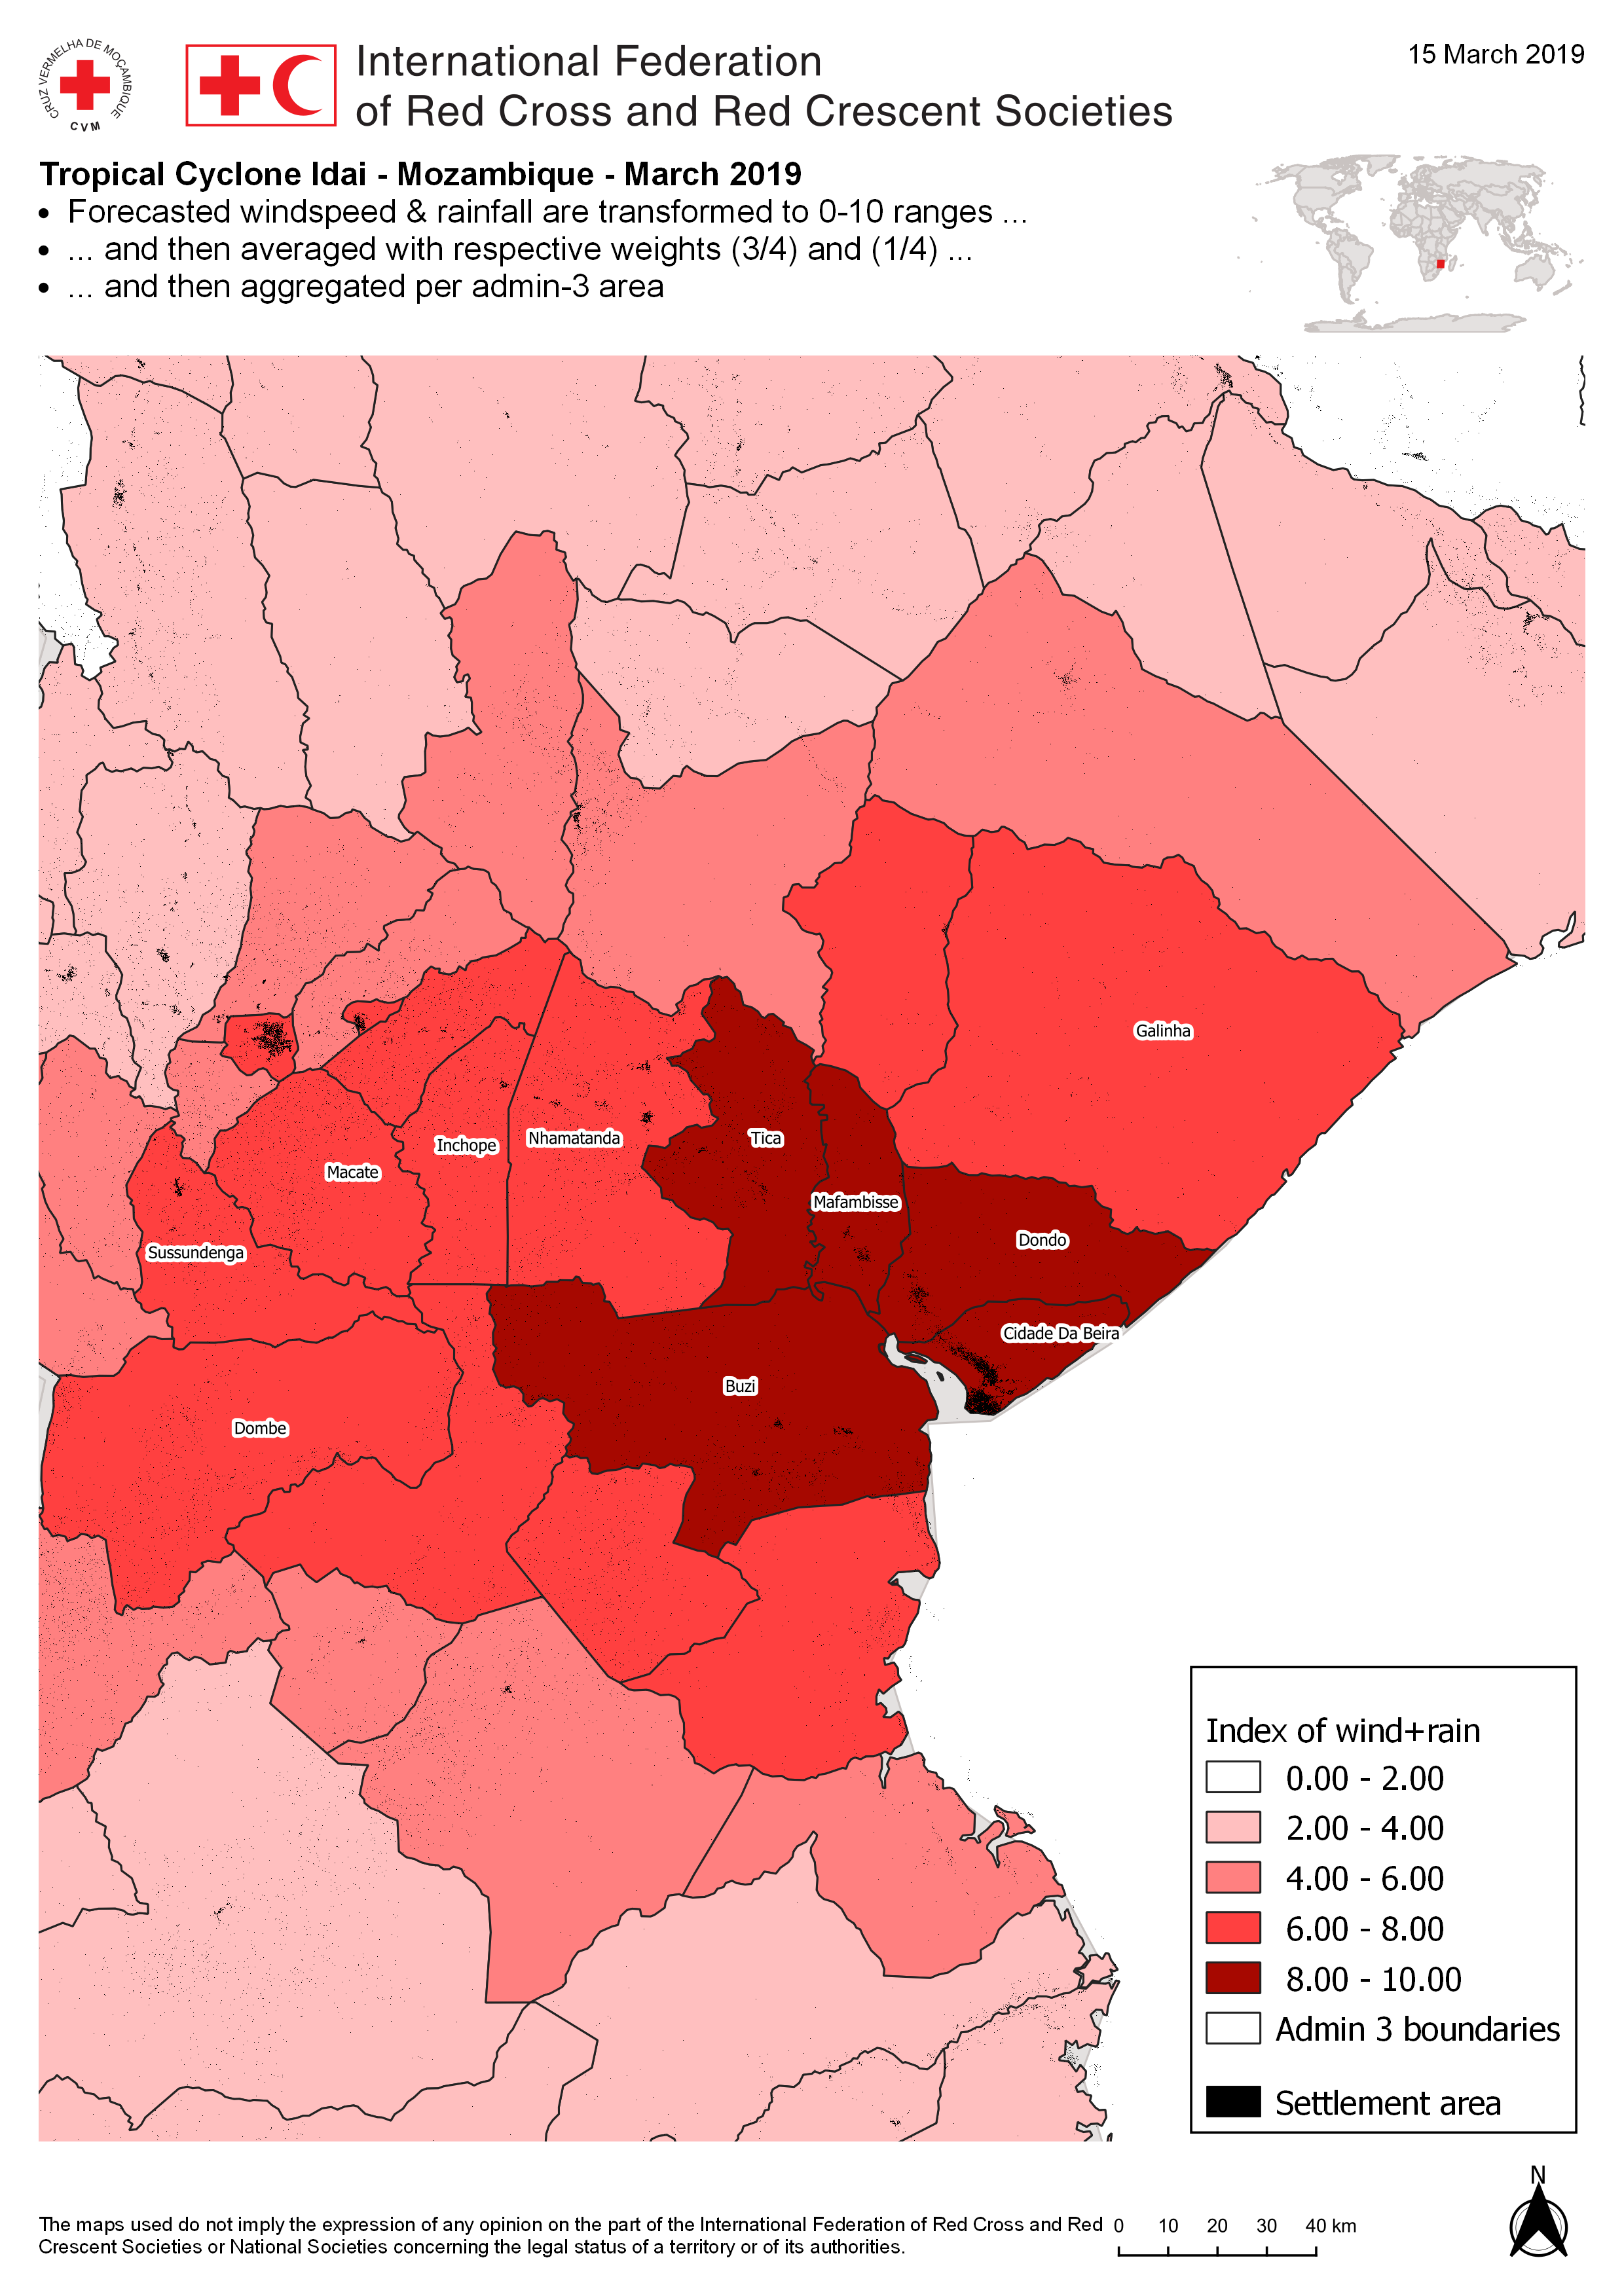 CRUZ VERMELHA DE MOÇAMBIQUE
CVM
International Federation
of Red Cross and Red Crescent Societies
15 March 2019
Tropical Cyclone Idai - Mozambique - March 2019
• Forecasted windspeed & rainfall are transformed to 0-10 ranges ...
• ... and then averaged with respective weights (3/4) and (1/4) ...
• ... and then aggregated per admin-3 area
Galinha
Inchope
Nhamatanda
Tica
Macate
Mafambisse
Sussundenga
Dondo
Cidade Da Beira
Buzi
Dombe
Index of wind+rain
0.00 - 2.00
2.00 - 4.00
4.00 - 6.00
6.00 - 8.00
8.00 - 10.00
Admin 3 boundaries
Settlement area
N
The maps used do not imply the expression of any opinion on the part of the International Federation of Red Cross and Red
Crescent Societies or National Societies concerning the legal status of a territory or of its authorities.
0 10 20 30 40 km